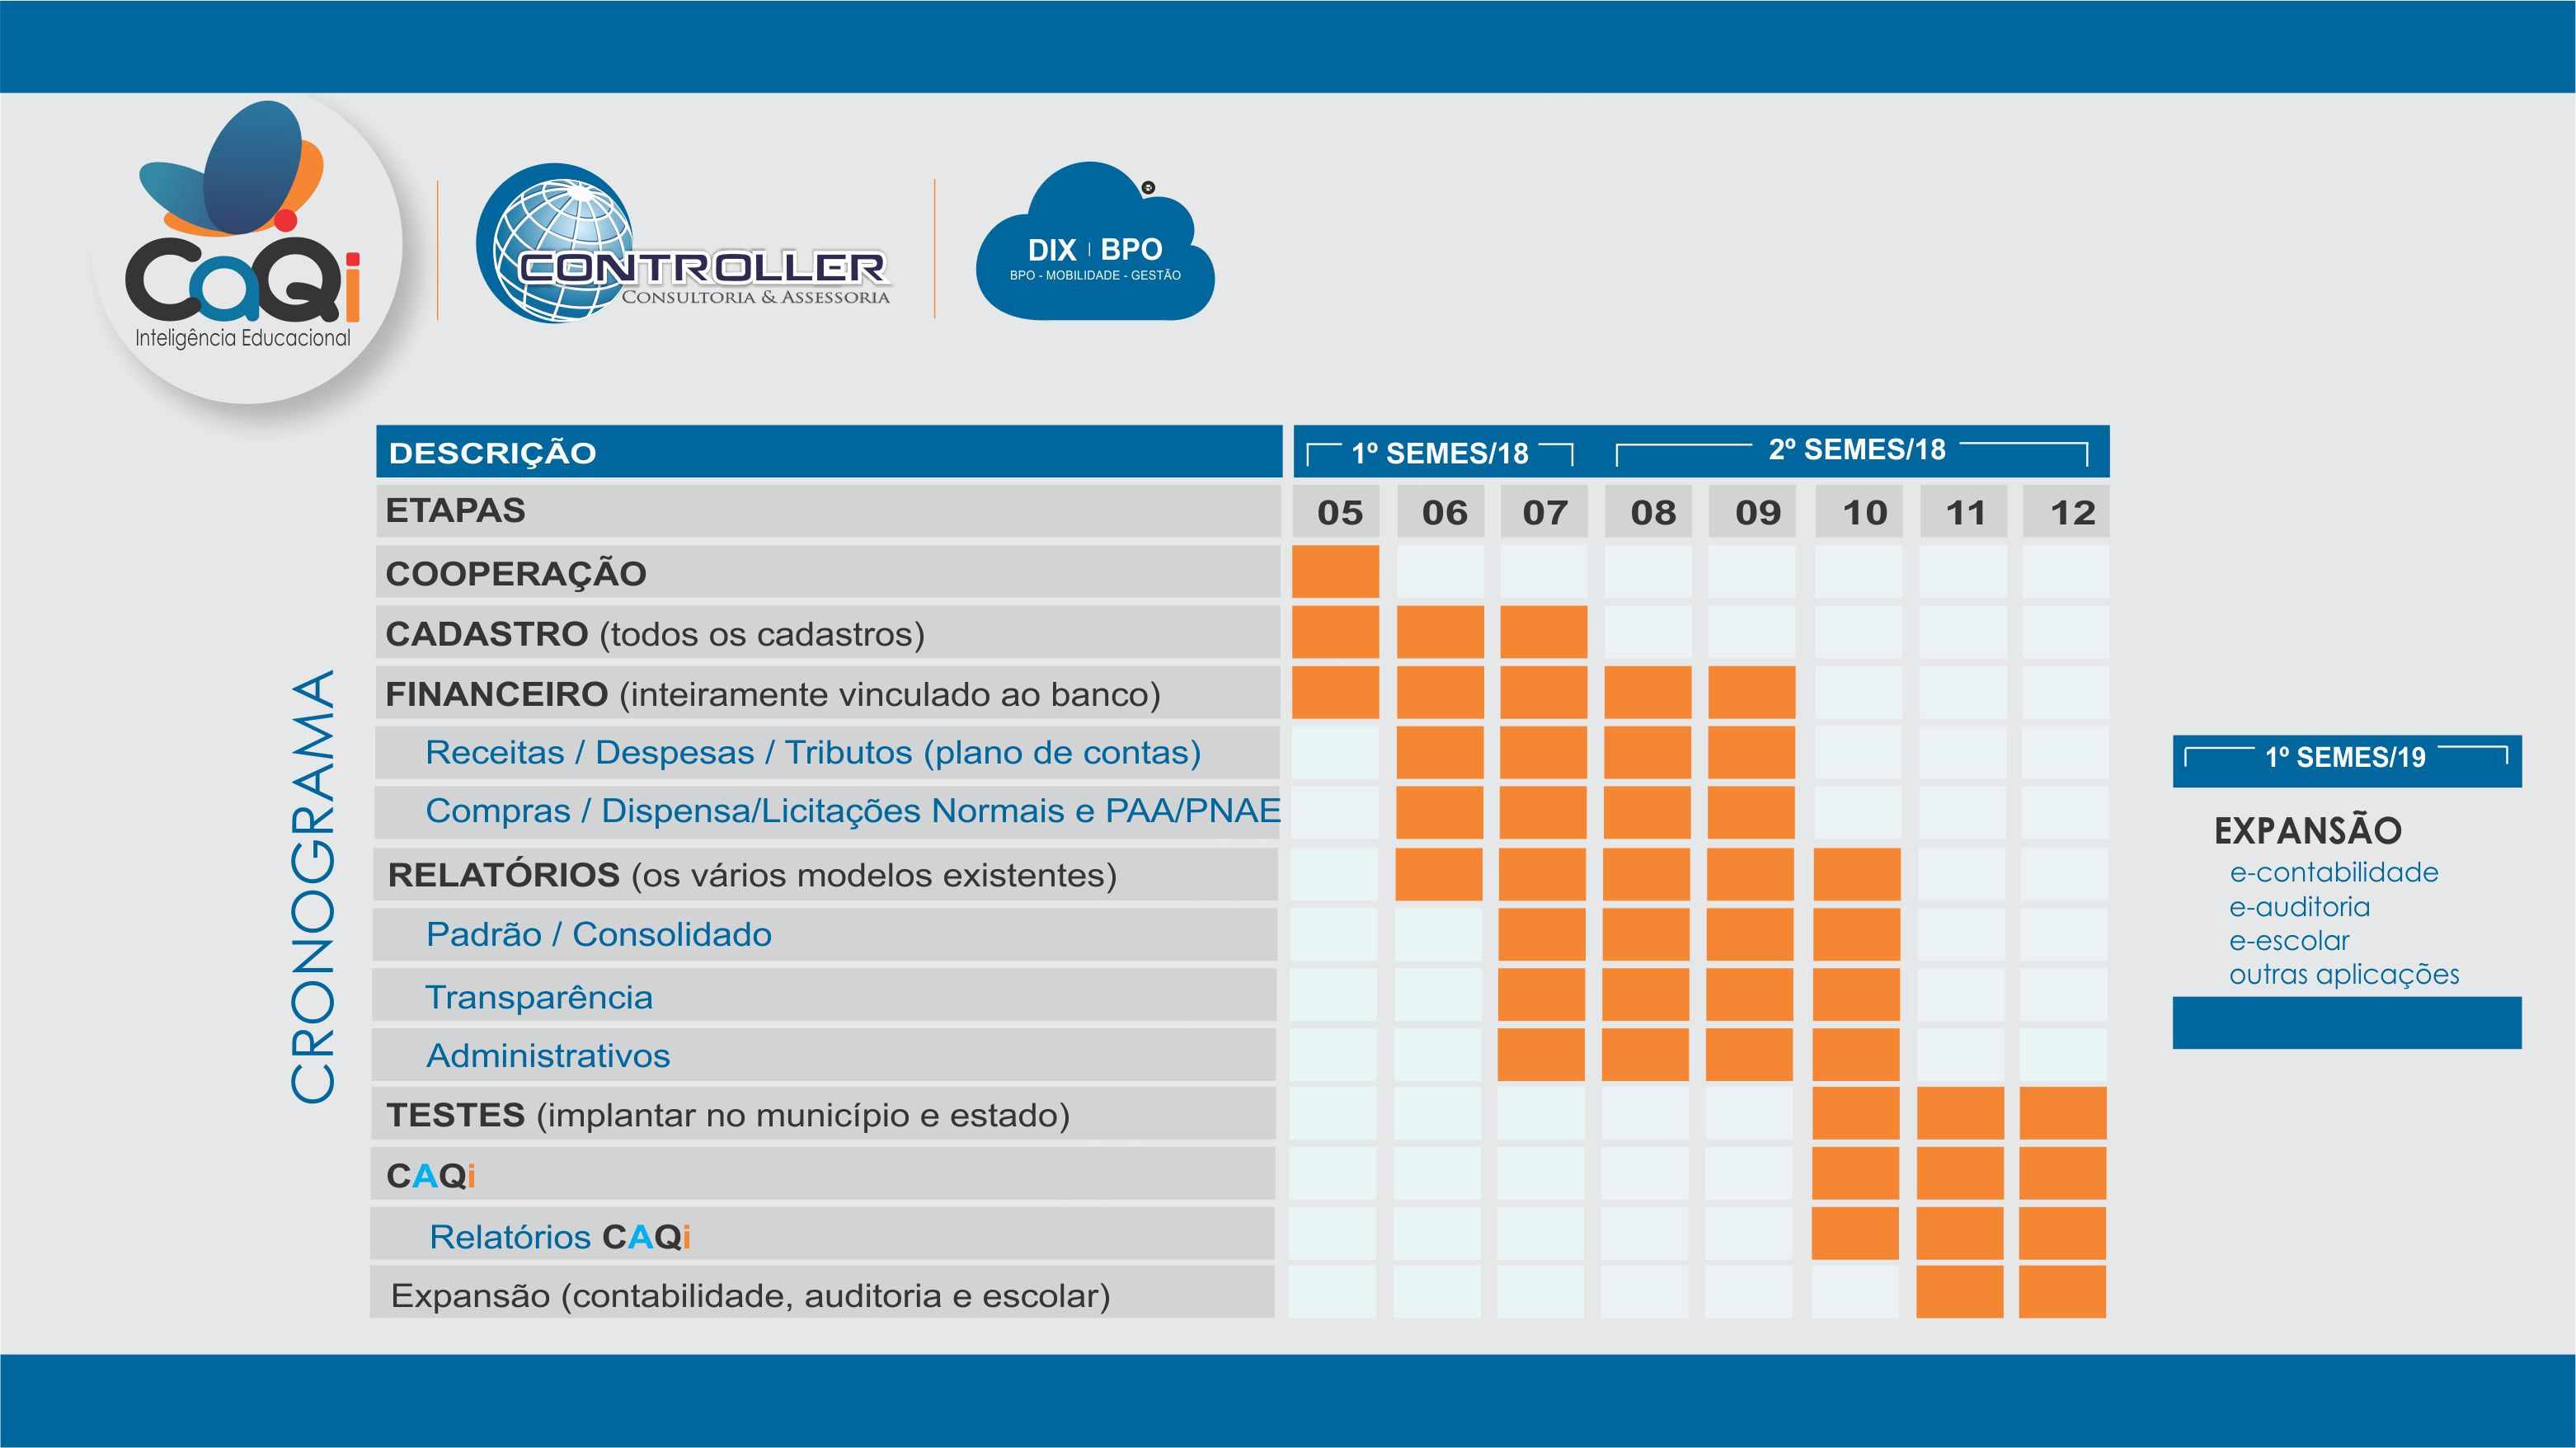 CaQi
Inteligência Educacional
CONTROLLER
CONSULTORIA & ASSESSORIA
DIX | BPO
BPO - MOBILIDADE - GESTÃO
CRONOGRAMA
DESCRIÇÃO 1º SEMES/18 2º SEMES/18
ETAPAS 05 06 07 08 09 10 11 12
COOPERAÇÃO
CADASTRO (todos os cadastros)
FINANCEIRO (inteiramente vinculado ao banco)
Receitas / Despesas / Tributos (plano de contas)
Compras / Dispensa/Licitações Normais e PAA/PNAE
RELATÓRIOS (os vários modelos existentes)
Padrão / Consolidado
Transparência
Administrativos
TESTES (implantar no município e estado)
CAQi
Relatórios CAQi
Expansão (contabilidade, auditoria e escolar)
1º SEMES/19
EXPANSÃO
e-contabilidade
e-auditoria
e-escolar
outras aplicações